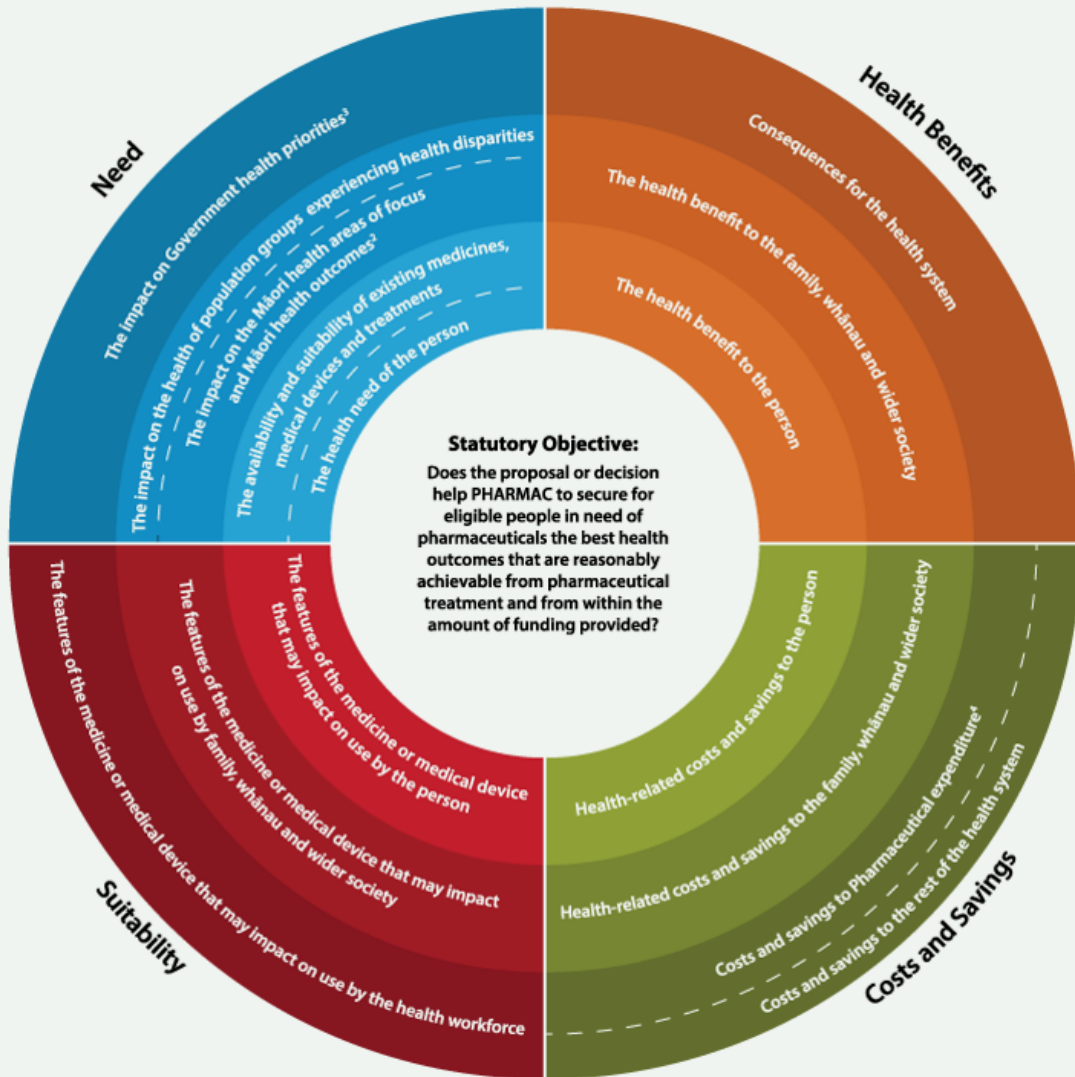 Need
The impact on Government health priorities³
The impact on the health of population groups experiencing health disparities
The impact on the Māori health areas of focus
and Māori health outcomes²
The availability and suitability of existing medicines,
medical devices and treatments
The health need of the person
Health Benefits
Consequences for the health system
The health benefit to the family, whānau and wider society
The health benefit to the person
Statutory Objective:
Does the proposal or decision
help PHARMAC to secure for
eligible people in need of
pharmaceuticals the best health
outcomes that are reasonably
achievable from pharmaceutical
treatment and from within the
amount of funding provided?
Suitability
The features of the medicine or medical device
that may impact on use by the person
The features of the medicine or medical device that may impact
on use by family, whānau and wider society
The features of the medicine or medical device that may impact on use by the health workforce
Costs and Savings
Health-related costs and savings to the person
Health-related costs and savings to the family, whānau and wider society
Costs and savings to Pharmaceutical expenditure⁴
Costs and savings to the rest of the health system